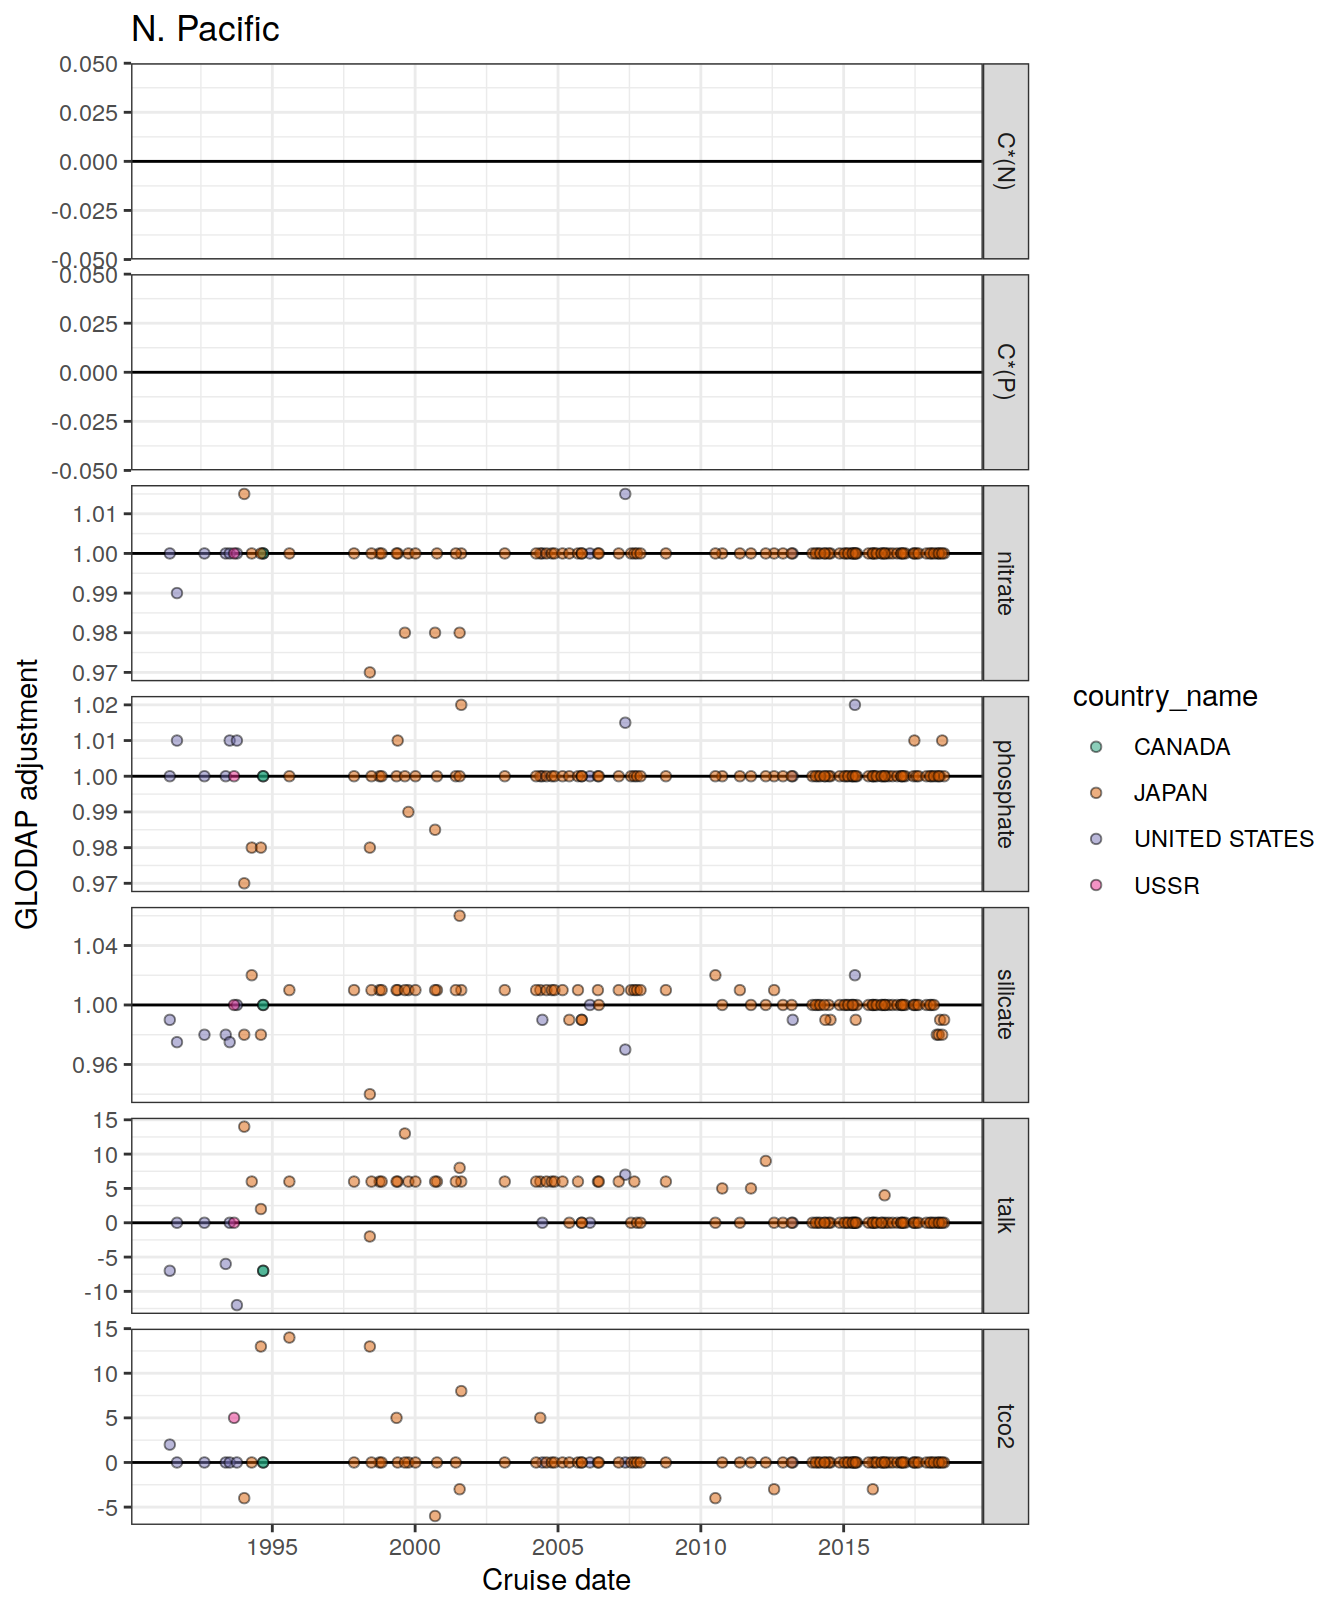 N. Pacific
0.050
0.025
0.000
-0.025
-0.050
C*(N)
0.050
0.025
0.000
-0.025
-0.050
C*(P)
1.01
1.00
0.99
0.98
0.97
nitrate
1.02
1.01
1.00
0.99
0.98
0.97
phosphate
1.04
1.00
0.96
silicate
15
10
5
0
-5
-10
talk
15
10
5
0
-5
tco2
1995 2000 2005 2010 2015
Cruise date
GLODAP adjustment
country_name
CANADA
JAPAN
UNITED STATES
USSR